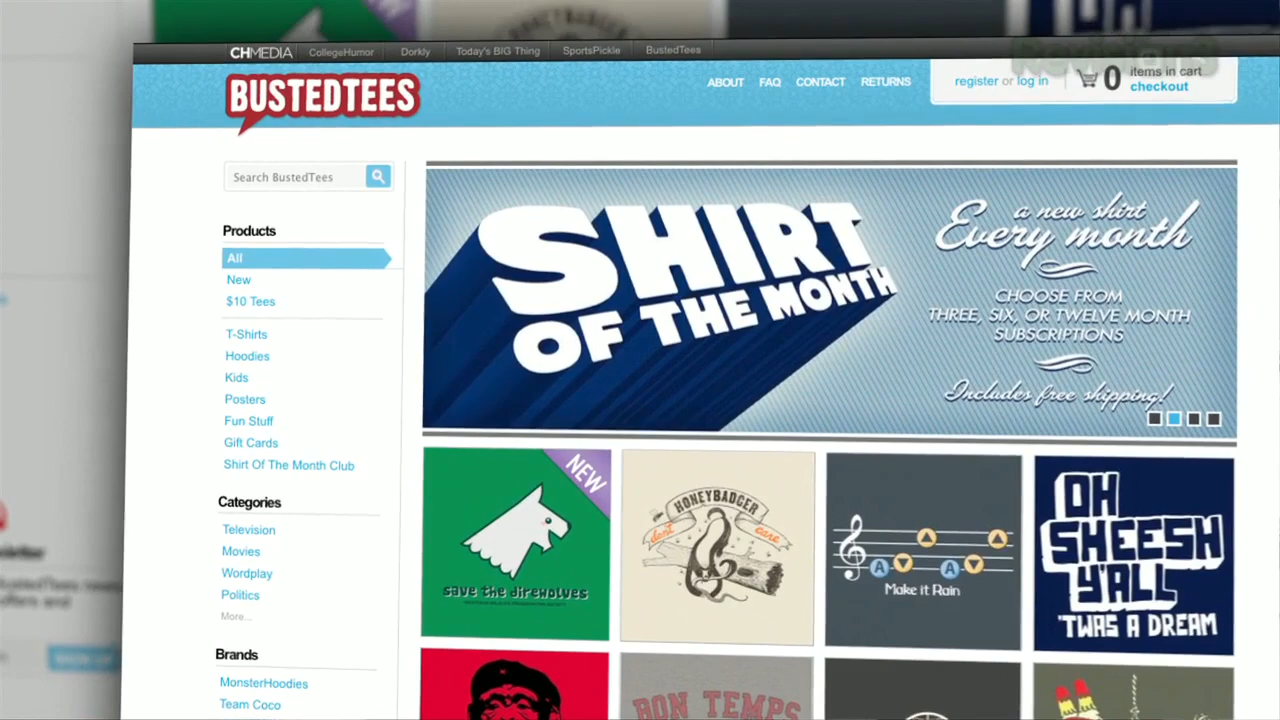 CHMEDIA CollegeHumor Dorkly Today's BIG Thing SportsPickle BustedTees
BUSTEDTEES
ABOUT FAQ CONTACT RETURNS
register or log in
0 items in cart
checkout
Search BustedTees
Products
All
New
$10 Tees
T-Shirts
Hoodies
Kids
Posters
Fun Stuff
Gift Cards
Shirt Of The Month Club
Categories
Television
Movies
Wordplay
Politics
More...
Brands
MonsterHoodies
Team Coco
SHIRT
OF THE MONTH
a new shirt
Every month
CHOOSE FROM
THREE, SIX, OR TWELVE MONTH
SUBSCRIPTIONS
Includes free shipping!
NEW
save the direwolves
HONEYBADGER
dont care
A A
Make it Rain
OH
SHEESH
Y'ALL
'TWAS A DREAM
BON TEMPS
SIGN UP